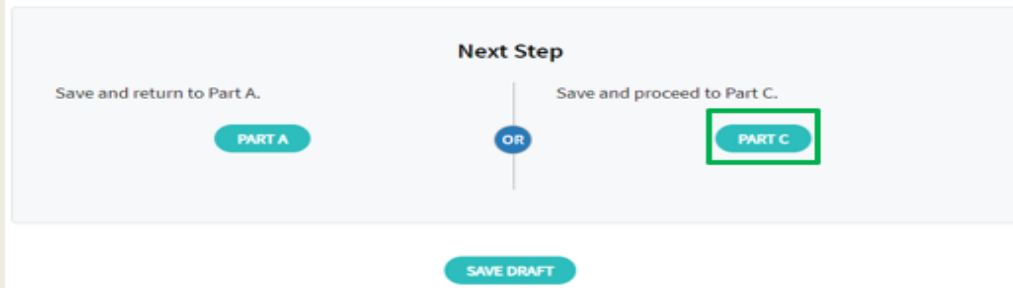 Next Step
Save and return to Part A.
PART A
OR
Save and proceed to Part C.
PART C
SAVE DRAFT